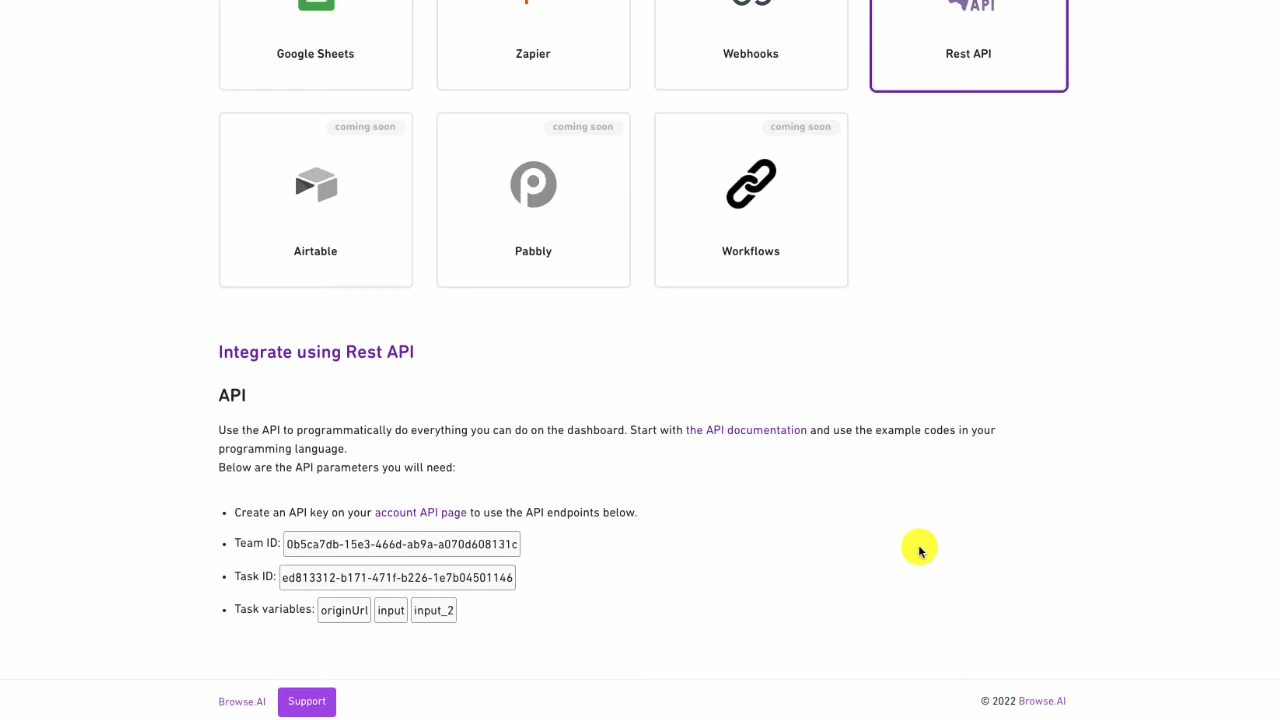 API
Google Sheets
Zapier
Webhooks
Rest API
coming soon
coming soon
coming soon
Airtable
Pabbly
Workflows
Integrate using Rest API
API
Use the API to programmatically do everything you can do on the dashboard. Start with the API documentation and use the example codes in your
programming language.
Below are the API parameters you will need:
• Create an API key on your account API page to use the API endpoints below.
• Team ID: 0b5ca7db-15e3-466d-ab9a-a070d608131c
• Task ID: ed813312-b171-471f-b226-1e7b04501146
• Task variables: originUrl input input_2
Browse.AI Support © 2022 Browse.AI